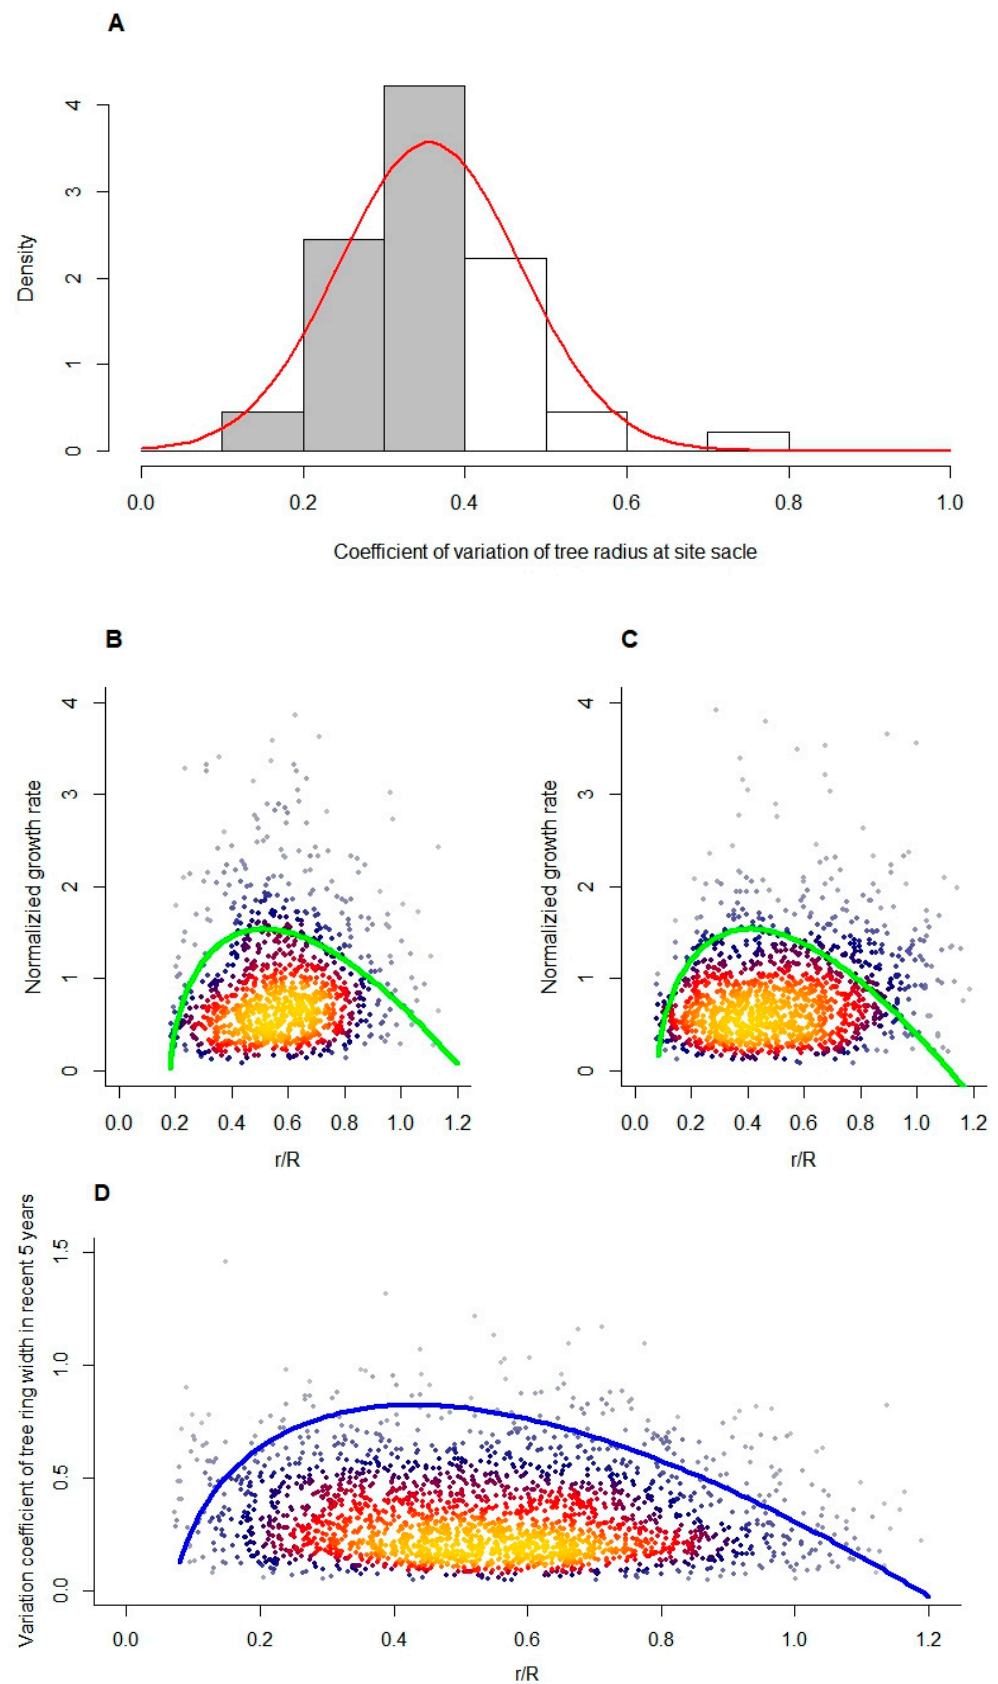 A
4
3
2
1
0
Density
0.0 0.2 0.4 0.6 0.8 1.0
Coefficient of variation of tree radius at site sacle
B
4
3
2
1
0
Normalizied growth rate
0.0 0.2 0.4 0.6 0.8 1.0 1.2
r/R
C
4
3
2
1
0
Normalizied growth rate
0.0 0.2 0.4 0.6 0.8 1.0 1.2
r/R
D
1.5
1.0
0.5
0.0
Variation coefficient of tree ring width in recent 5 years
0.0 0.2 0.4 0.6 0.8 1.0 1.2
r/R